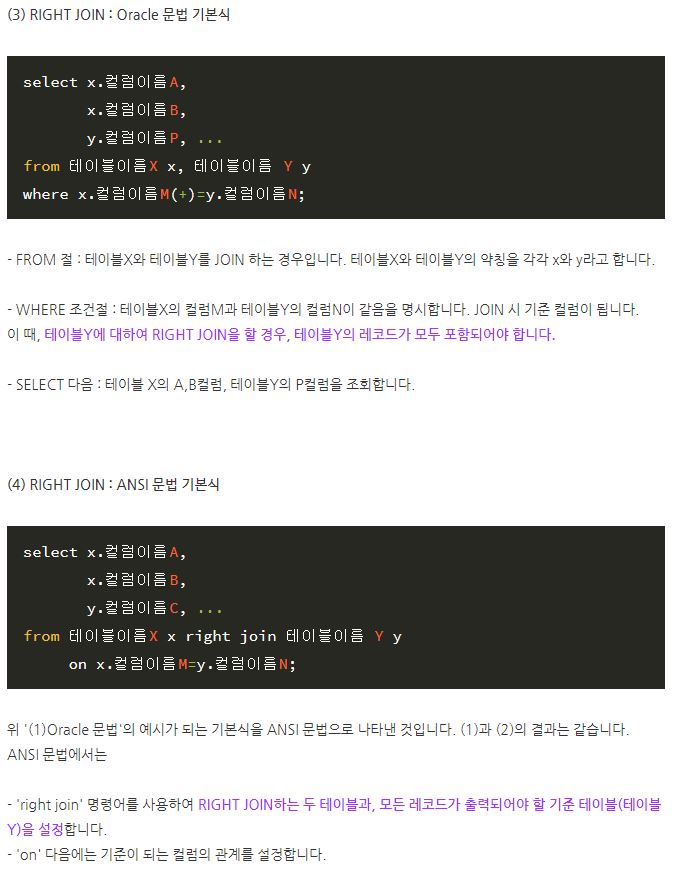 (3) RIGHT JOIN : Oracle 문법 기본식
select x.컬럼이름A,
x.컬럼이름B,
y.컬럼이름P, ...
from 테이블이름X x, 테이블이름 Y y
where x.컬럼이름M(+)=y.컬럼이름N;
- FROM 절 : 테이블X와 테이블Y를 JOIN 하는 경우입니다. 테이블X와 테이블Y의 약칭을 각각 x와 y라고 합니다.
- WHERE 조건절 : 테이블X의 컬럼M과 테이블Y의 컬럼N이 같음을 명시합니다. JOIN 시 기준 컬럼이 됩니다.
이 때, 테이블Y에 대하여 RIGHT JOIN을 할 경우, 테이블Y의 레코드가 모두 포함되어야 합니다.
- SELECT 다음 : 테이블 X의 A,B컬럼, 테이블Y의 P컬럼을 조회합니다.
(4) RIGHT JOIN : ANSI 문법 기본식
select x.컬럼이름A,
x.컬럼이름B,
y.컬럼이름C, ...
from 테이블이름X x right join 테이블이름 Y y
on x.컬럼이름M=y.컬럼이름N;
위 '(1)Oracle 문법'의 예시가 되는 기본식을 ANSI 문법으로 나타낸 것입니다. (1)과 (2)의 결과는 같습니다.
ANSI 문법에서는
- 'right join' 명령어를 사용하여 RIGHT JOIN하는 두 테이블과, 모든 레코드가 출력되어야 할 기준 테이블(테이블
Y)을 설정합니다.
- 'on' 다음에는 기준이 되는 컬럼의 관계를 설정합니다.